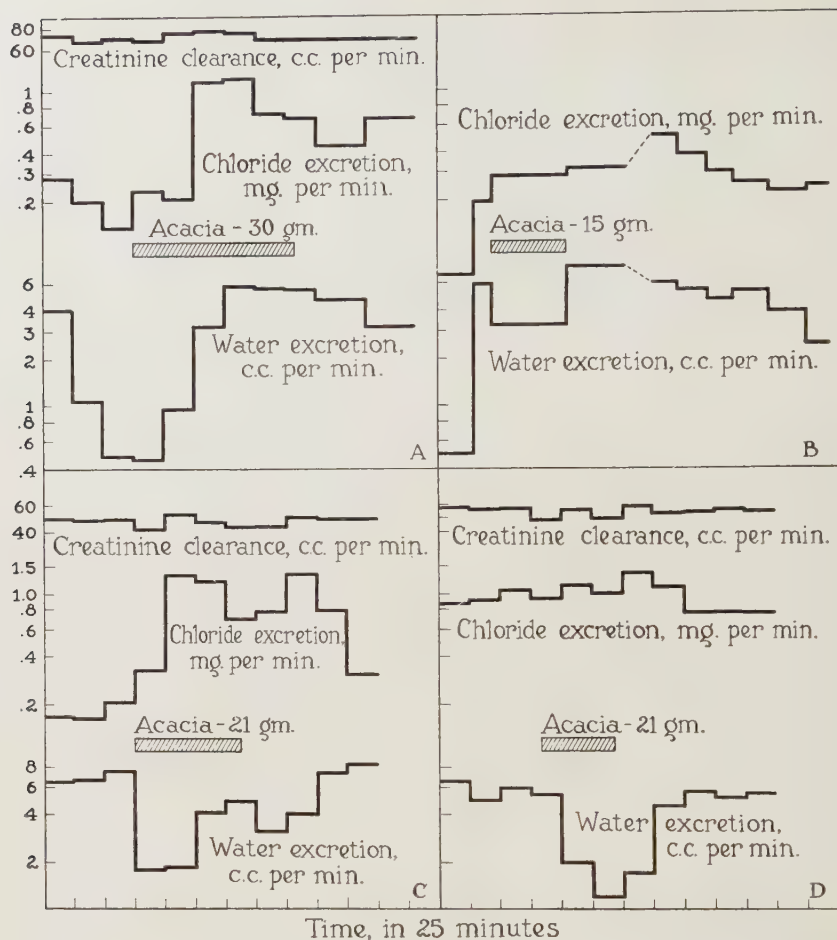 80
60
Creatinine clearance, c.c. per min.
1
.8
.6
.4
.3
.2
Chloride excretion,
mg. per min.
Acacia - 30 gm.
6
4
3
2
1
.8
.6
.4
Water excretion,
c.c. per min.
A
Chloride excretion, mg. per min.
Acacia - 15 gm.
Water excretion, c.c. per min.
B
60
40
Creatinine clearance, c.c. per min.
1.5
1.0
.8
.6
.4
.2
Chloride excretion,
mg. per min.
Acacia - 21 gm.
8
6
4
2
Water excretion,
c.c. per min.
C
Creatinine clearance, c.c. per min.
Chloride excretion, mg. per min.
Acacia - 21 gm.
Water excretion,
c.c. per min.
D
Time, in 25 minutes